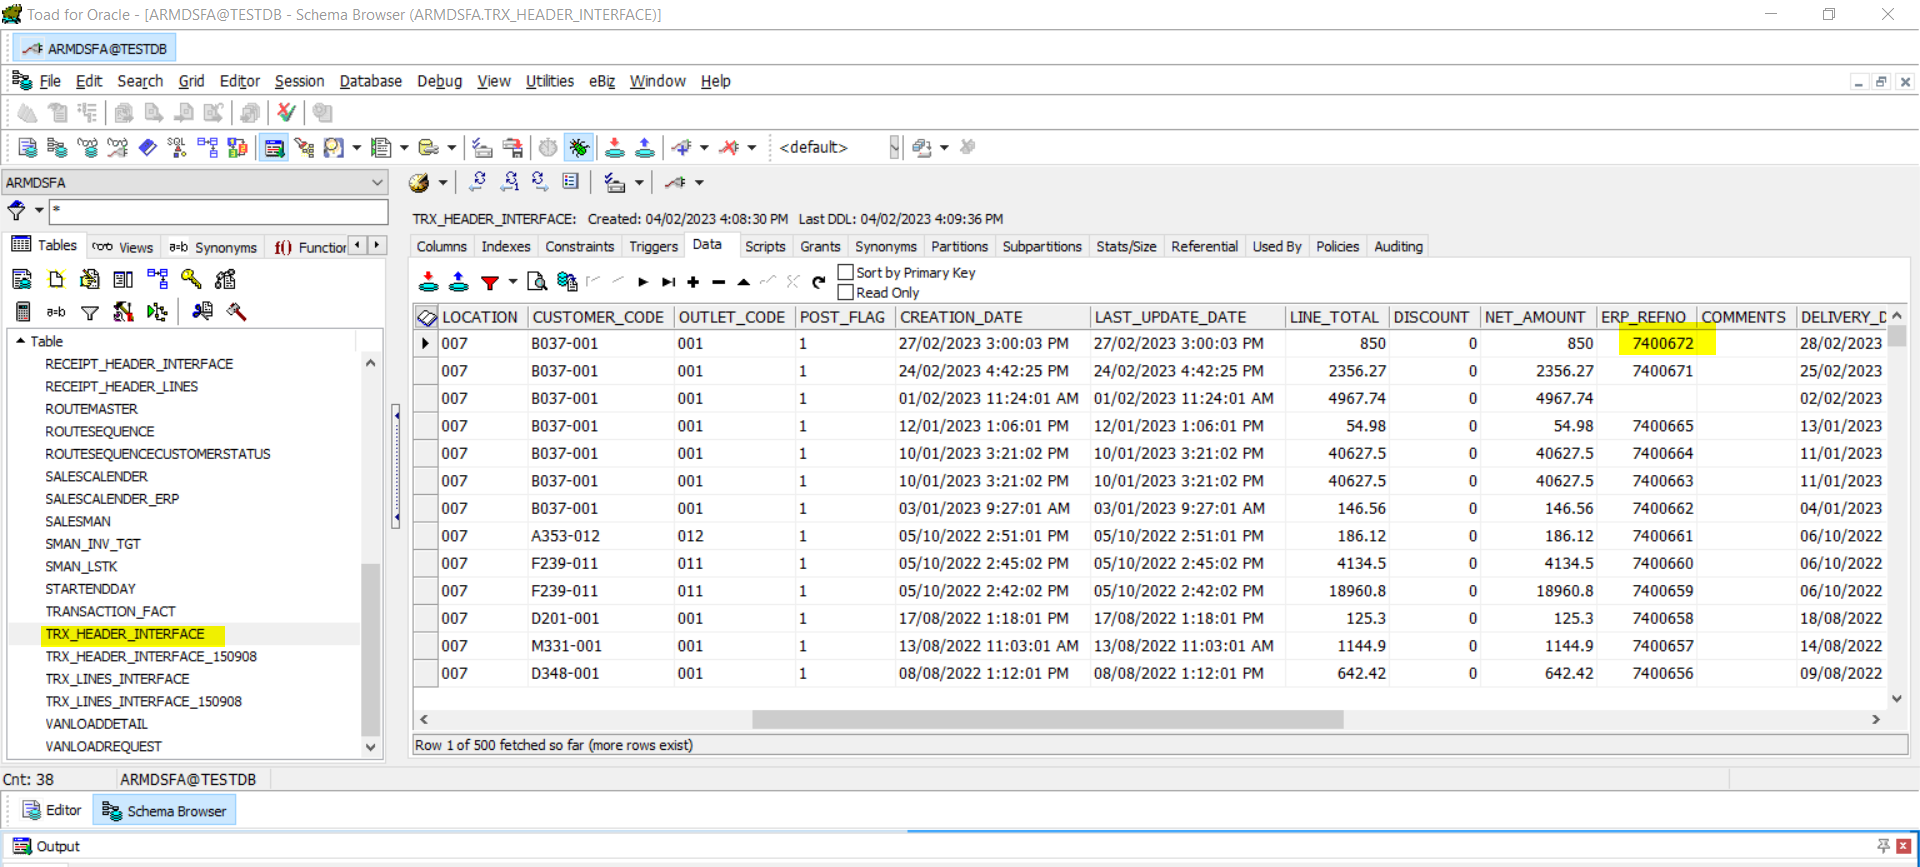 Toad for Oracle - [ARMDSFA@TESTDB - Schema Browser (ARMDSFA.TRX_HEADER_INTERFACE)]
ARMDSFA@TESTDB
File Edit Search Grid Editor Session Database Debug View Utilities eBiz Window Help
SQL <default>
ARMDSFA
*
TRX_HEADER_INTERFACE: Created: 04/02/2023 4:08:30 PM Last DDL: 04/02/2023 4:09:36 PM
Tables Views a=b Synonyms f() Function
Columns Indexes Constraints Triggers Data Scripts Grants Synonyms Partitions Subpartitions Stats/Size Referential Used By Policies Auditing
Sort by Primary Key
Read Only
a=b
Table
RECEIPT_HEADER_INTERFACE
RECEIPT_HEADER_LINES
ROUTEMASTER
ROUTESEQUENCE
ROUTESEQUENCECUSTOMERSTATUS
SALESCALENDER
SALESCALENDER_ERP
SALESMAN
SMAN_INV_TGT
SMAN_LSTK
STARTENDDAY
TRANSACTION_FACT
TRX_HEADER_INTERFACE
TRX_HEADER_INTERFACE_150908
TRX_LINES_INTERFACE
TRX_LINES_INTERFACE_150908
VANLOADDETAIL
VANLOADREQUEST
LOCATION CUSTOMER_CODE OUTLET_CODE POST_FLAG CREATION_DATE LAST_UPDATE_DATE LINE_TOTAL DISCOUNT NET_AMOUNT ERP_REFNO COMMENTS DELIVERY_D
007 B037-001 001 1 27/02/2023 3:00:03 PM 27/02/2023 3:00:03 PM 850 0 850 7400672 28/02/2023
007 B037-001 001 1 24/02/2023 4:42:25 PM 24/02/2023 4:42:25 PM 2356.27 0 2356.27 7400671 25/02/2023
007 B037-001 001 1 01/02/2023 11:24:01 AM 01/02/2023 11:24:01 AM 4967.74 0 4967.74 02/02/2023
007 B037-001 001 1 12/01/2023 1:06:01 PM 12/01/2023 1:06:01 PM 54.98 0 54.98 7400665 13/01/2023
007 B037-001 001 1 10/01/2023 3:21:02 PM 10/01/2023 3:21:02 PM 40627.5 0 40627.5 7400664 11/01/2023
007 B037-001 001 1 10/01/2023 3:21:02 PM 10/01/2023 3:21:02 PM 40627.5 0 40627.5 7400663 11/01/2023
007 B037-001 001 1 03/01/2023 9:27:01 AM 03/01/2023 9:27:01 AM 146.56 0 146.56 7400662 04/01/2023
007 A353-012 012 1 05/10/2022 2:51:01 PM 05/10/2022 2:51:01 PM 186.12 0 186.12 7400661 06/10/2022
007 F239-011 011 1 05/10/2022 2:45:02 PM 05/10/2022 2:45:02 PM 4134.5 0 4134.5 7400660 06/10/2022
007 F239-011 011 1 05/10/2022 2:42:02 PM 05/10/2022 2:42:02 PM 18960.8 0 18960.8 7400659 06/10/2022
007 D201-001 001 1 17/08/2022 1:18:01 PM 17/08/2022 1:18:01 PM 125.3 0 125.3 7400658 18/08/2022
007 M331-001 001 1 13/08/2022 11:03:01 AM 13/08/2022 11:03:01 AM 1144.9 0 1144.9 7400657 14/08/2022
007 D348-001 001 1 08/08/2022 1:12:01 PM 08/08/2022 1:12:01 PM 642.42 0 642.42 7400656 09/08/2022
Row 1 of 500 fetched so far (more rows exist)
Cnt: 38 ARMDSFA@TESTDB
Editor Schema Browser
Output